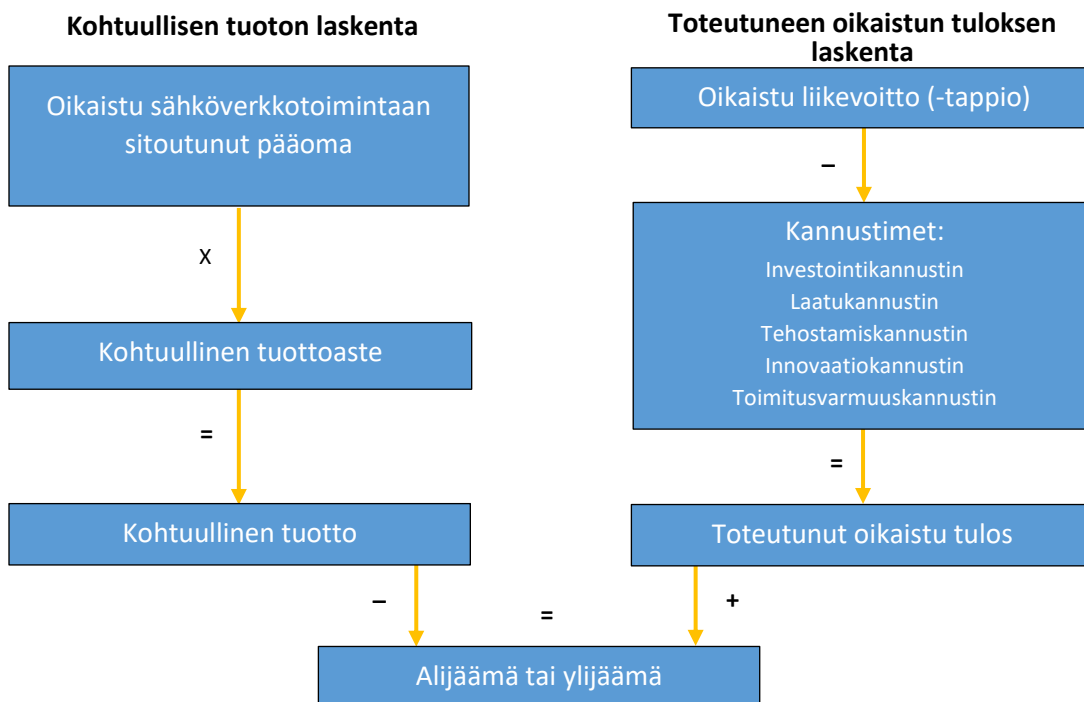 Kohtuullisen tuoton laskenta
Oikaistu sähköverkkotoimintaan
sitoutunut pääoma
X
Kohtuullinen tuottoaste
=
Kohtuullinen tuotto
Toteutuneen oikaistun tuloksen
laskenta
Oikaistu liikevoitto (-tappio)
–
Kannustimet:
Investointikannustin
Laatukannustin
Tehostamiskannustin
Innovaatiokannustin
Toimitusvarmuuskannustin
=
Toteutunut oikaistu tulos
–
=
+
Alijäämä tai ylijäämä